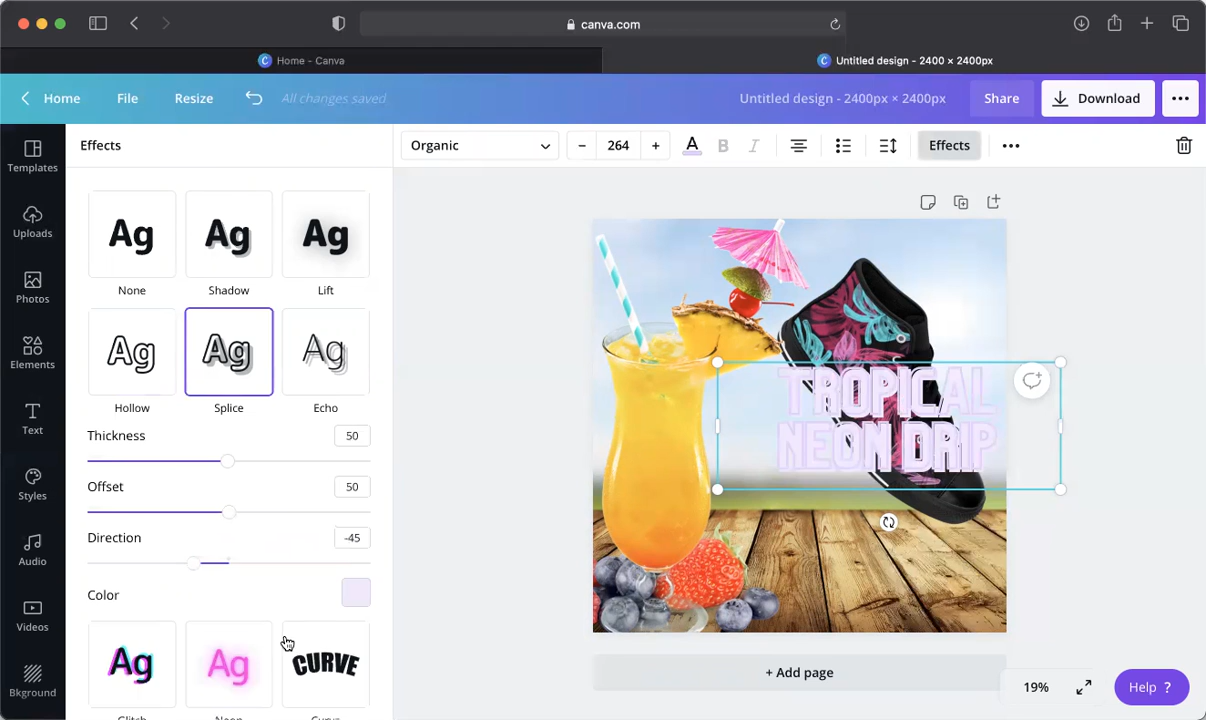 canva.com
Home - Canva
Untitled design - 2400 × 2400px
Home
File
Resize
All changes saved
Untitled design - 2400px × 2400px
Share
Download
Templates
Uploads
Photos
Elements
Text
Styles
Audio
Videos
Bkground
Effects
Organic
264
A
B
I
Effects
Ag
Ag
Ag
None
Shadow
Lift
Ag
Ag
Ag
Hollow
Splice
Echo
Thickness
50
Offset
50
Direction
-45
Color
Ag
Ag
CURVE
Glitch
Neon
Curve
TROPICAL
NEON DRIP
+ Add page
19%
Help ?